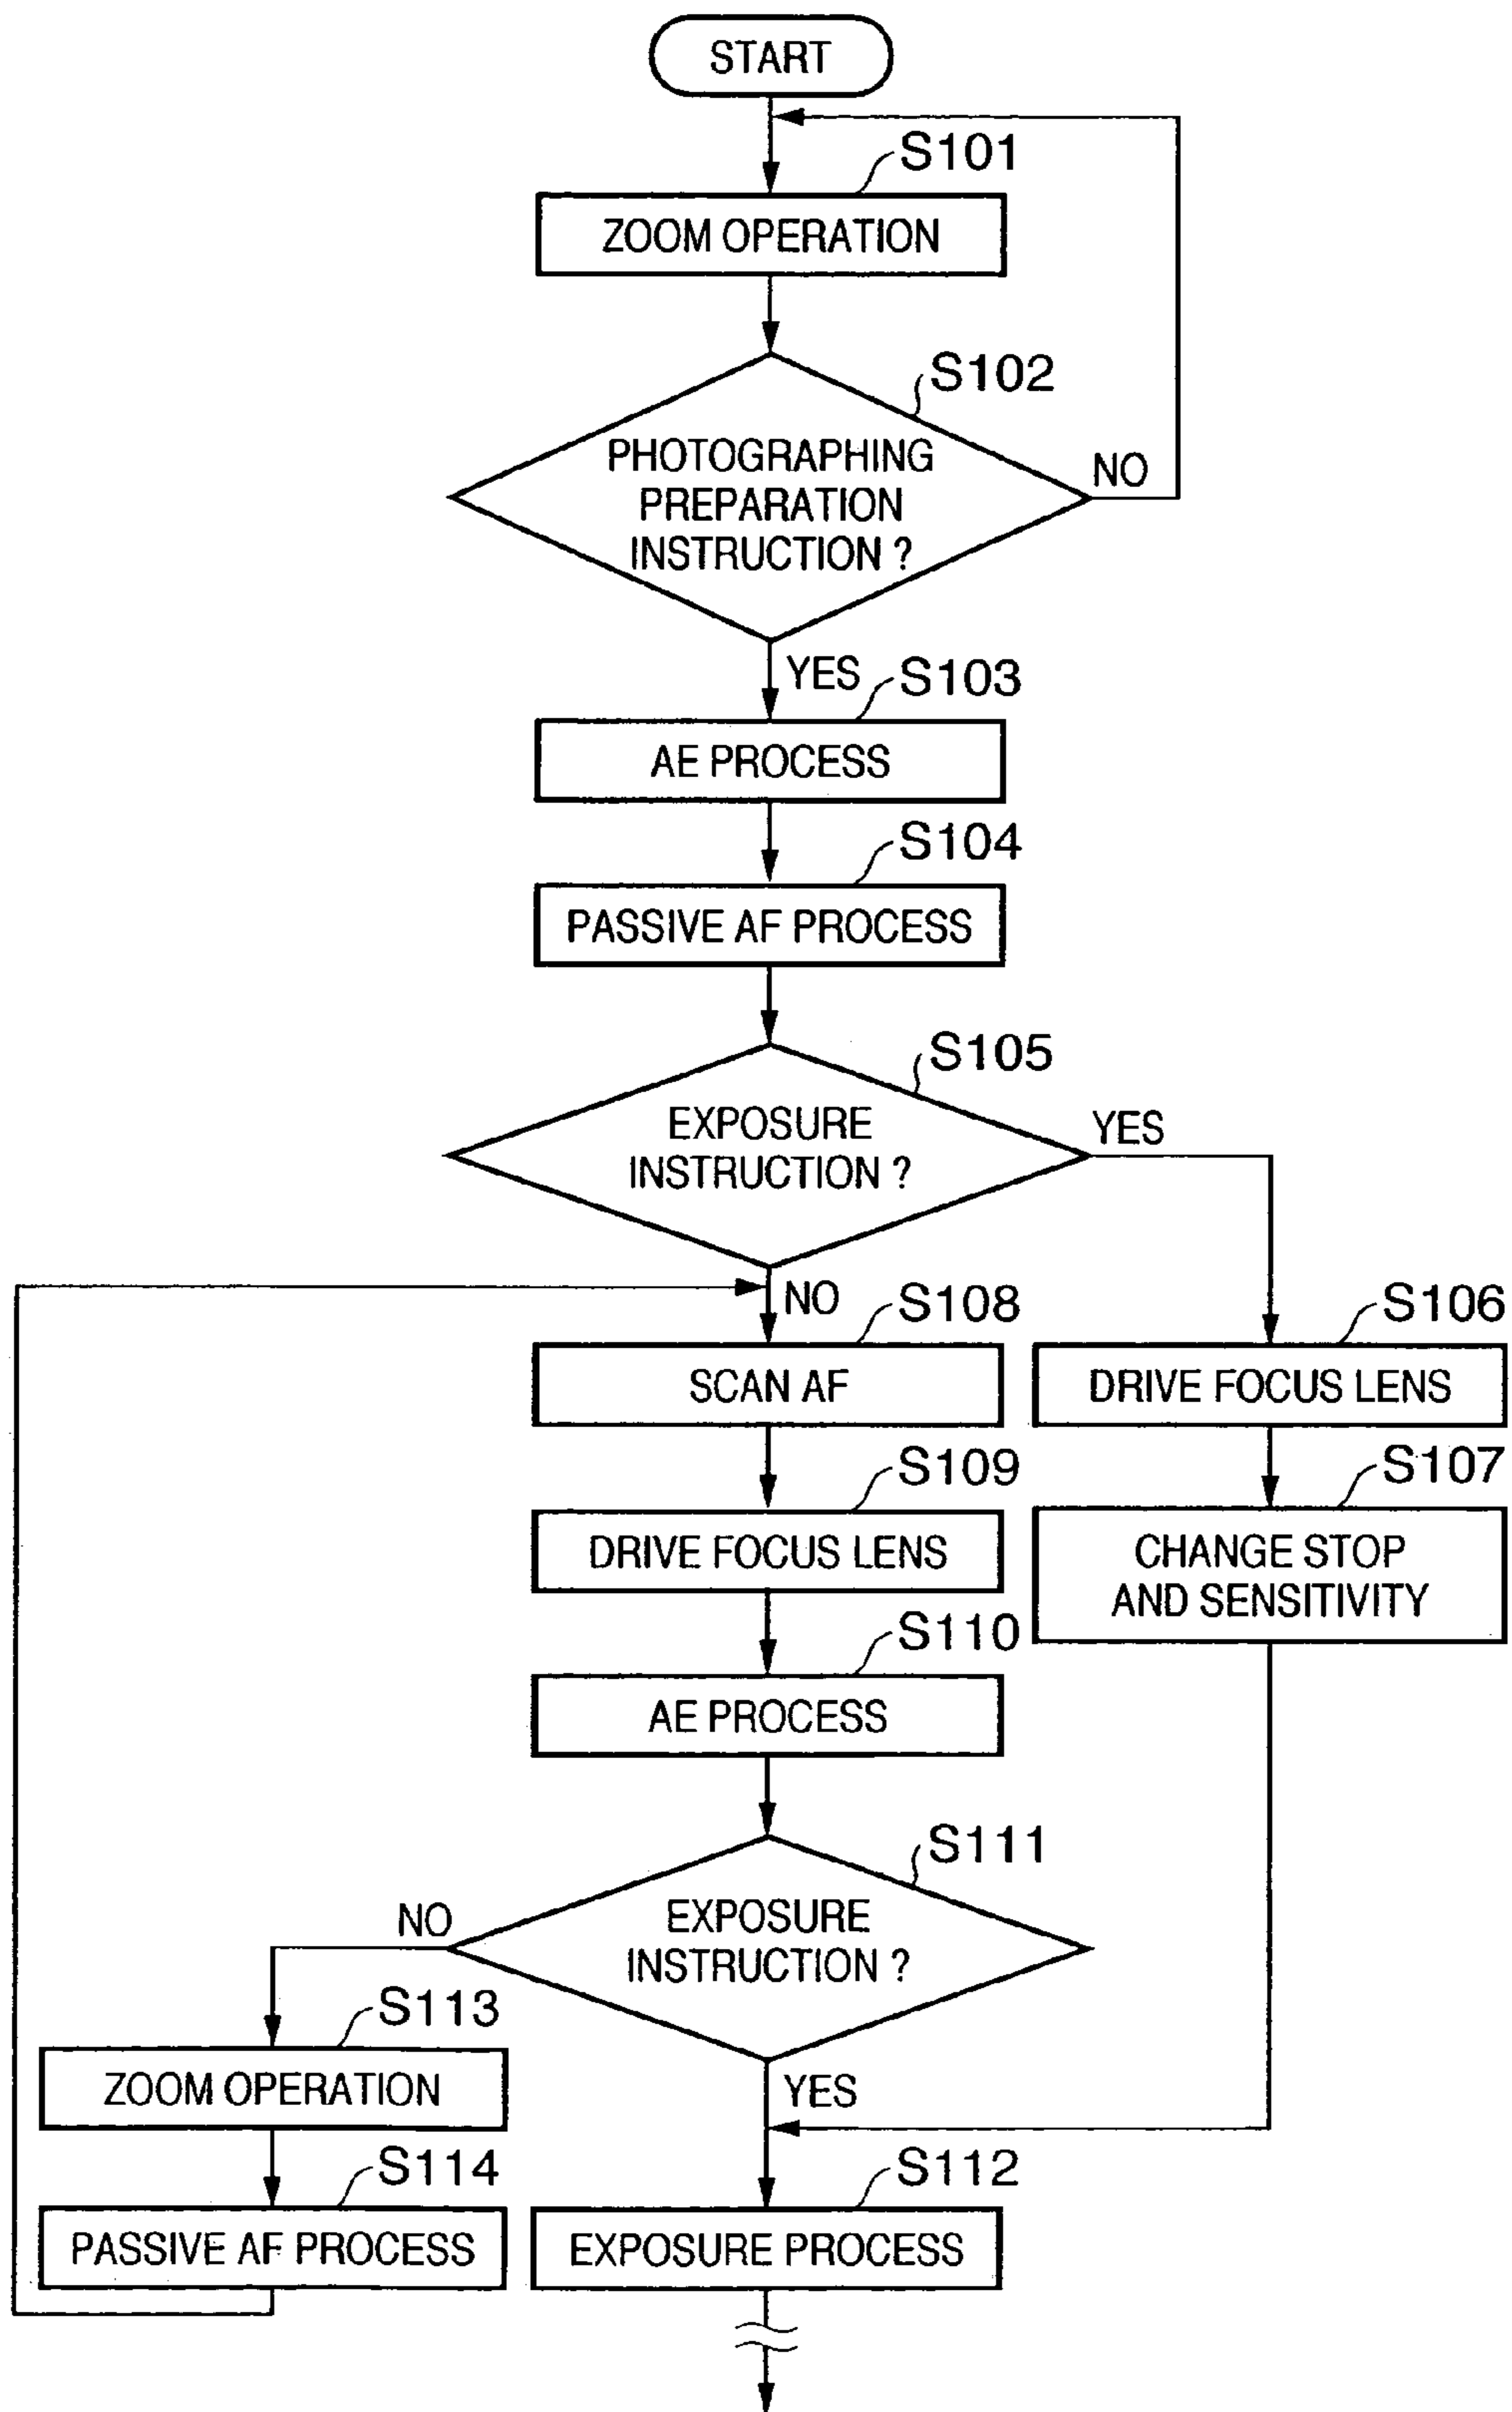 START
S101
ZOOM OPERATION
S102
PHOTOGRAPHING
PREPARATION
INSTRUCTION ?
NO
YES
S103
AE PROCESS
S104
PASSIVE AF PROCESS
S105
EXPOSURE
INSTRUCTION ?
YES
NO
S108
SCAN AF
S106
DRIVE FOCUS LENS
S109
DRIVE FOCUS LENS
S107
CHANGE STOP
AND SENSITIVITY
S110
AE PROCESS
S111
EXPOSURE
INSTRUCTION ?
NO
YES
S113
ZOOM OPERATION
S114
PASSIVE AF PROCESS
S112
EXPOSURE PROCESS